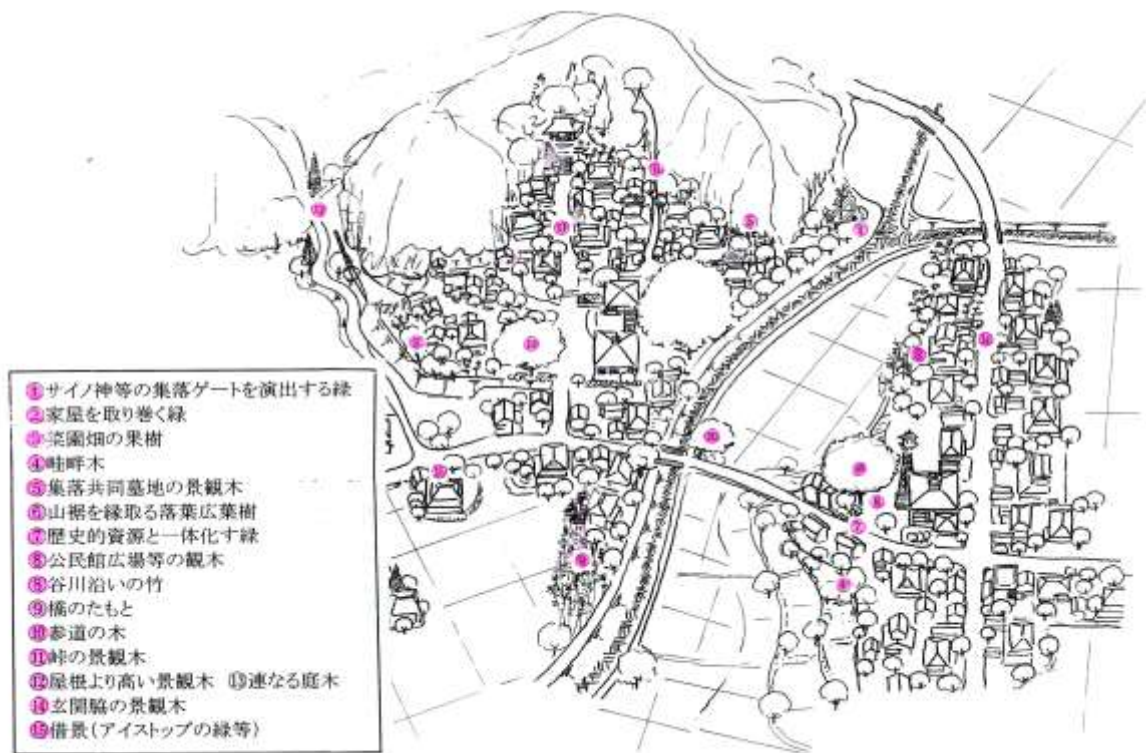 ①サイノ神等の集落ゲートを演出する緑
②家屋を取り巻く緑
③菜園畑の果樹
④畦畔木
⑤集落共同墓地の景観木
⑥山裾を縁取る落葉広葉樹
⑦歴史的資源と一体化す緑
⑧公民館広場等の観木
⑧谷川沿いの竹
⑨橋のたもと
⑩参道の木
⑪峠の景観木
⑫屋根より高い景観木 ⑬連なる庭木
⑭玄関脇の景観木
⑮借景(アイストップの緑等)